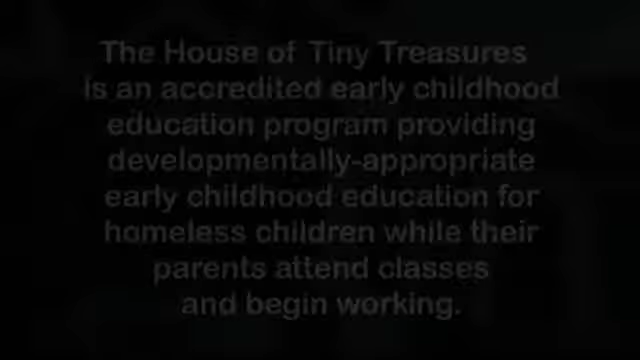 The House of Tiny Treasures
is an accredited early childhood
education program providing
developmentally-appropriate
early childhood education for
homeless children while their
parents attend classes
and begin working.